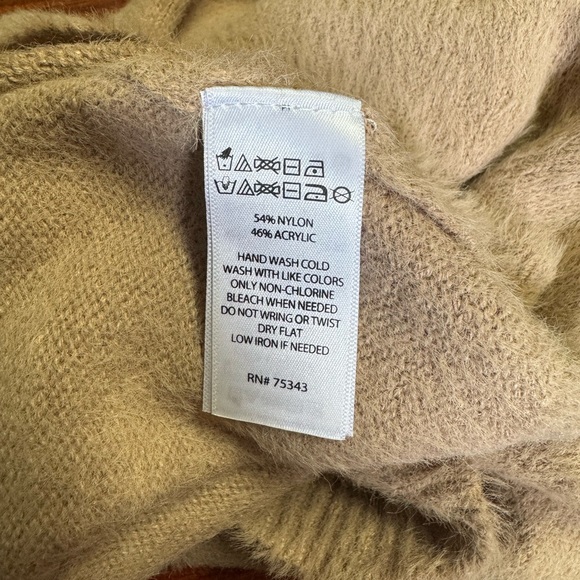 54% NYLON
46% ACRYLIC
HAND WASH COLD
WASH WITH LIKE COLORS
ONLY NON-CHLORINE
BLEACH WHEN NEEDED
DO NOT WRING OR TWIST
DRY FLAT
LOW IRON IF NEEDED
RN# 75343